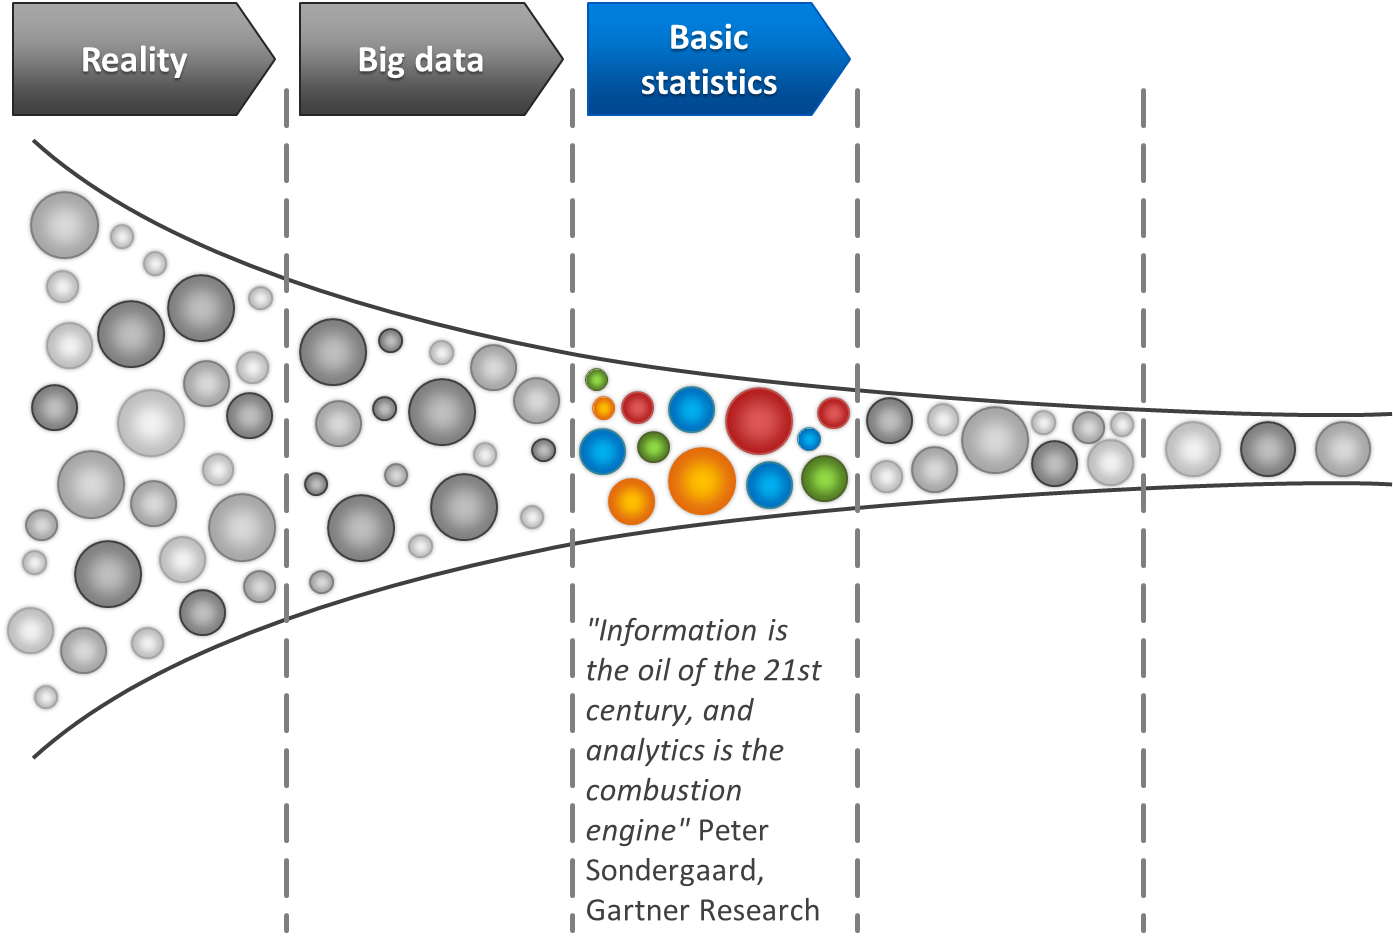 Reality
Big data
Basic
statistics
"Information is
the oil of the 21st
century, and
analytics is the
combustion
engine" Peter
Sondergaard,
Gartner Research